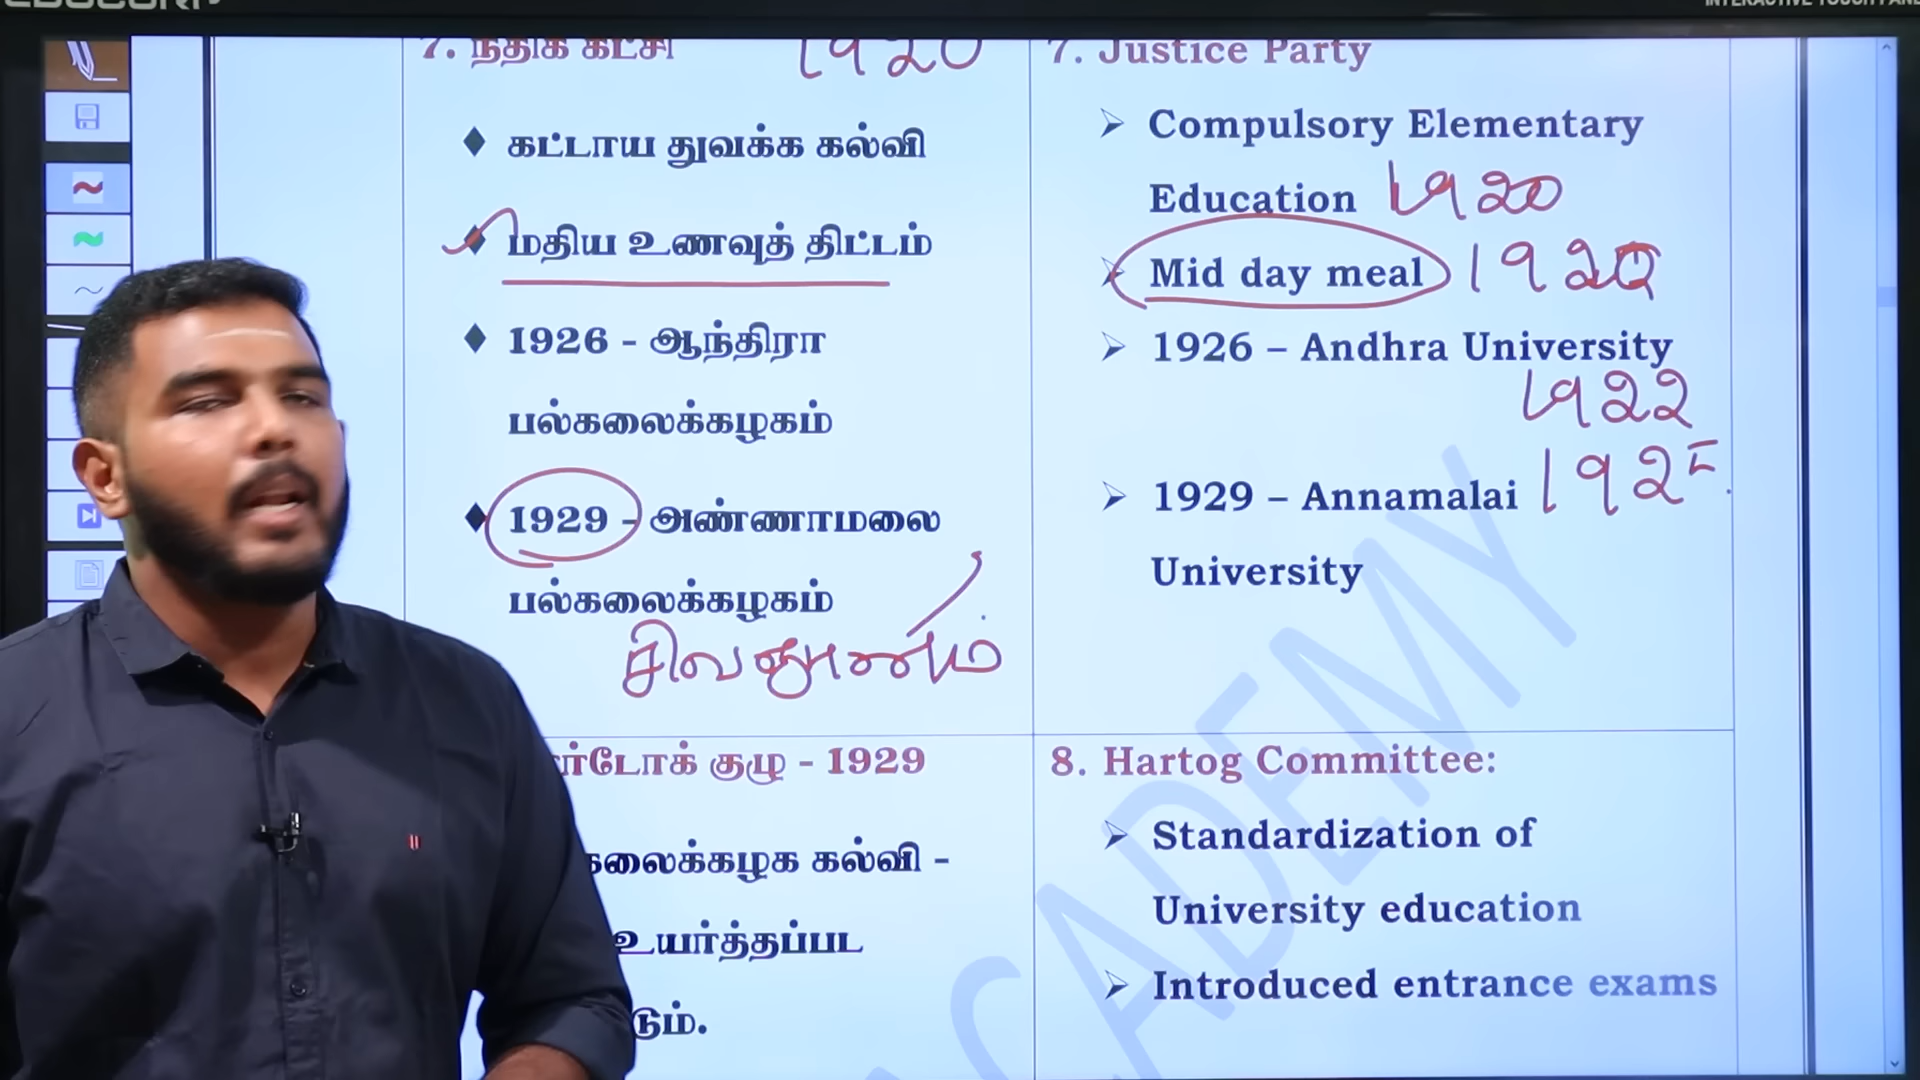 7. நீதிக் கட்சி 1920
♦ கட்டாய துவக்க கல்வி
♦ மதிய உணவுத் திட்டம்
♦ 1926 - ஆந்திரா
பல்கலைக்கழகம்
♦ 1929 - அண்ணாமலை
பல்கலைக்கழகம்
ர்டோக் குழு - 1929
கலைக்கழக கல்வி -
உயர்த்தப்பட
டும்.
7. Justice Party
➢ Compulsory Elementary
Education 1920
➢ Mid day meal 1920
➢ 1926 – Andhra University
1922
➢ 1929 – Annamalai
University
8. Hartog Committee:
➢ Standardization of
University education
➢ Introduced entrance exams
CADEMY